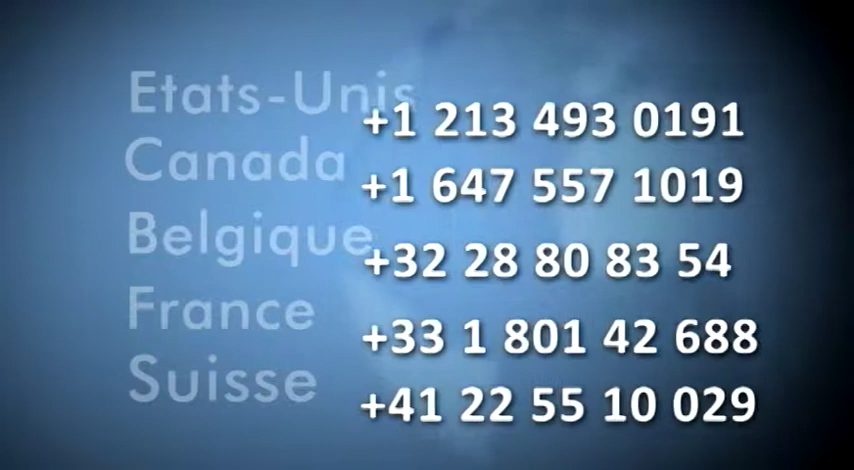 Etats-Unis +1 213 493 0191
Canada +1 647 557 1019
Belgique +32 28 80 83 54
France +33 1 801 42 688
Suisse +41 22 55 10 029